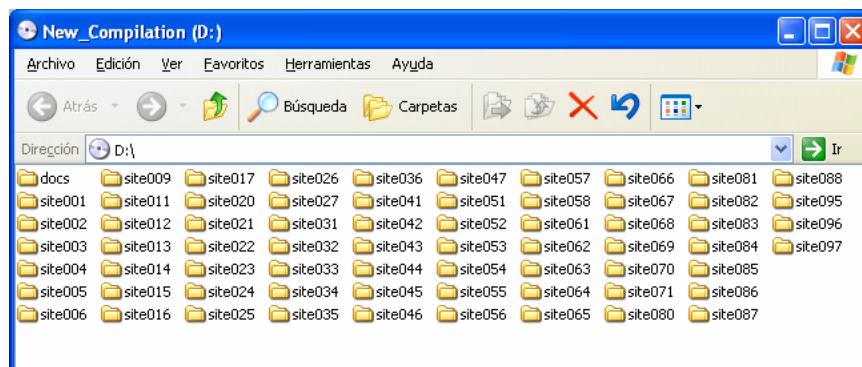 New_Compilation (D:)
Archivo Edición Ver Favoritos Herramientas Ayuda
Atrás Búsqueda Carpetas
Dirección D:\ Ir
docs site009 site017 site026 site036 site047 site057 site066 site081 site088
site001 site011 site020 site027 site041 site051 site058 site067 site082 site095
site002 site012 site021 site031 site042 site052 site061 site068 site083 site096
site003 site013 site022 site032 site043 site053 site062 site069 site084 site097
site004 site014 site023 site033 site044 site054 site063 site070 site085
site005 site015 site024 site034 site045 site055 site064 site071 site086
site006 site016 site025 site035 site046 site056 site065 site080 site087